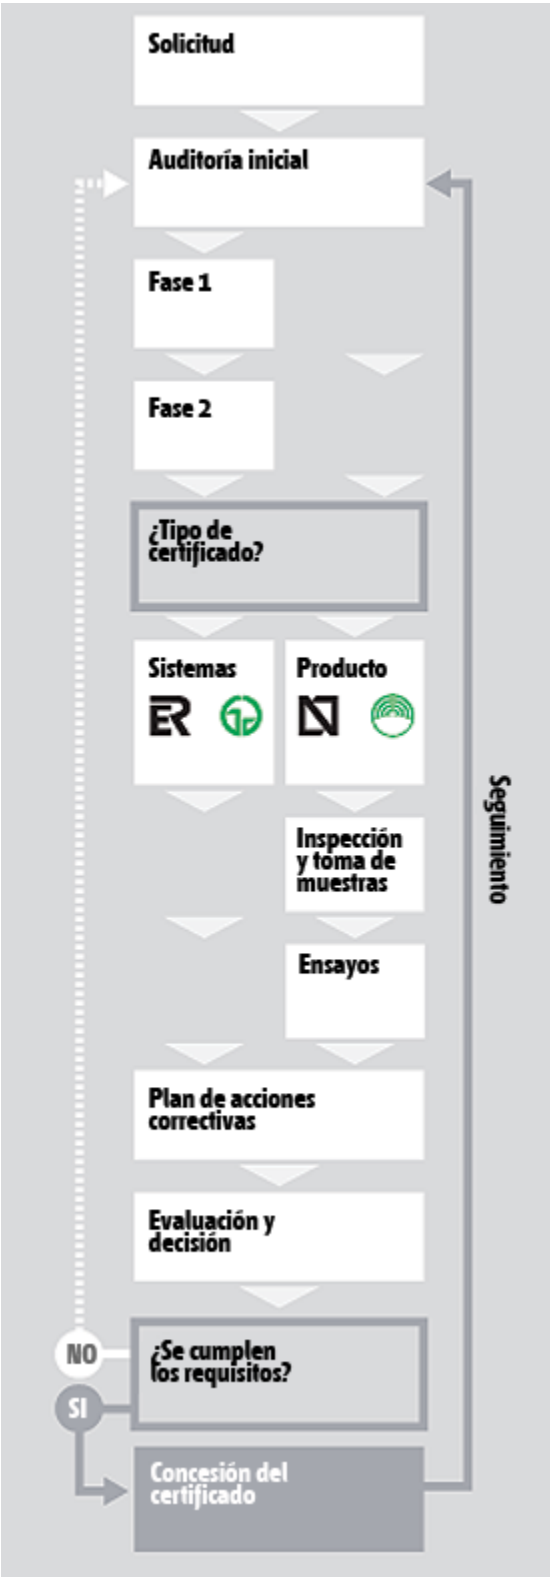 Solicitud
Auditoría inicial
Fase 1
Fase 2
¿Tipo de
certificado?
Sistemas
Producto
ER
N
Inspección
y toma de
muestras
Seguimiento
Ensayos
Plan de acciones
correctivas
Evaluación y
decisión
NO
¿Se cumplen
los requisitos?
SI
Concesión del
certificado